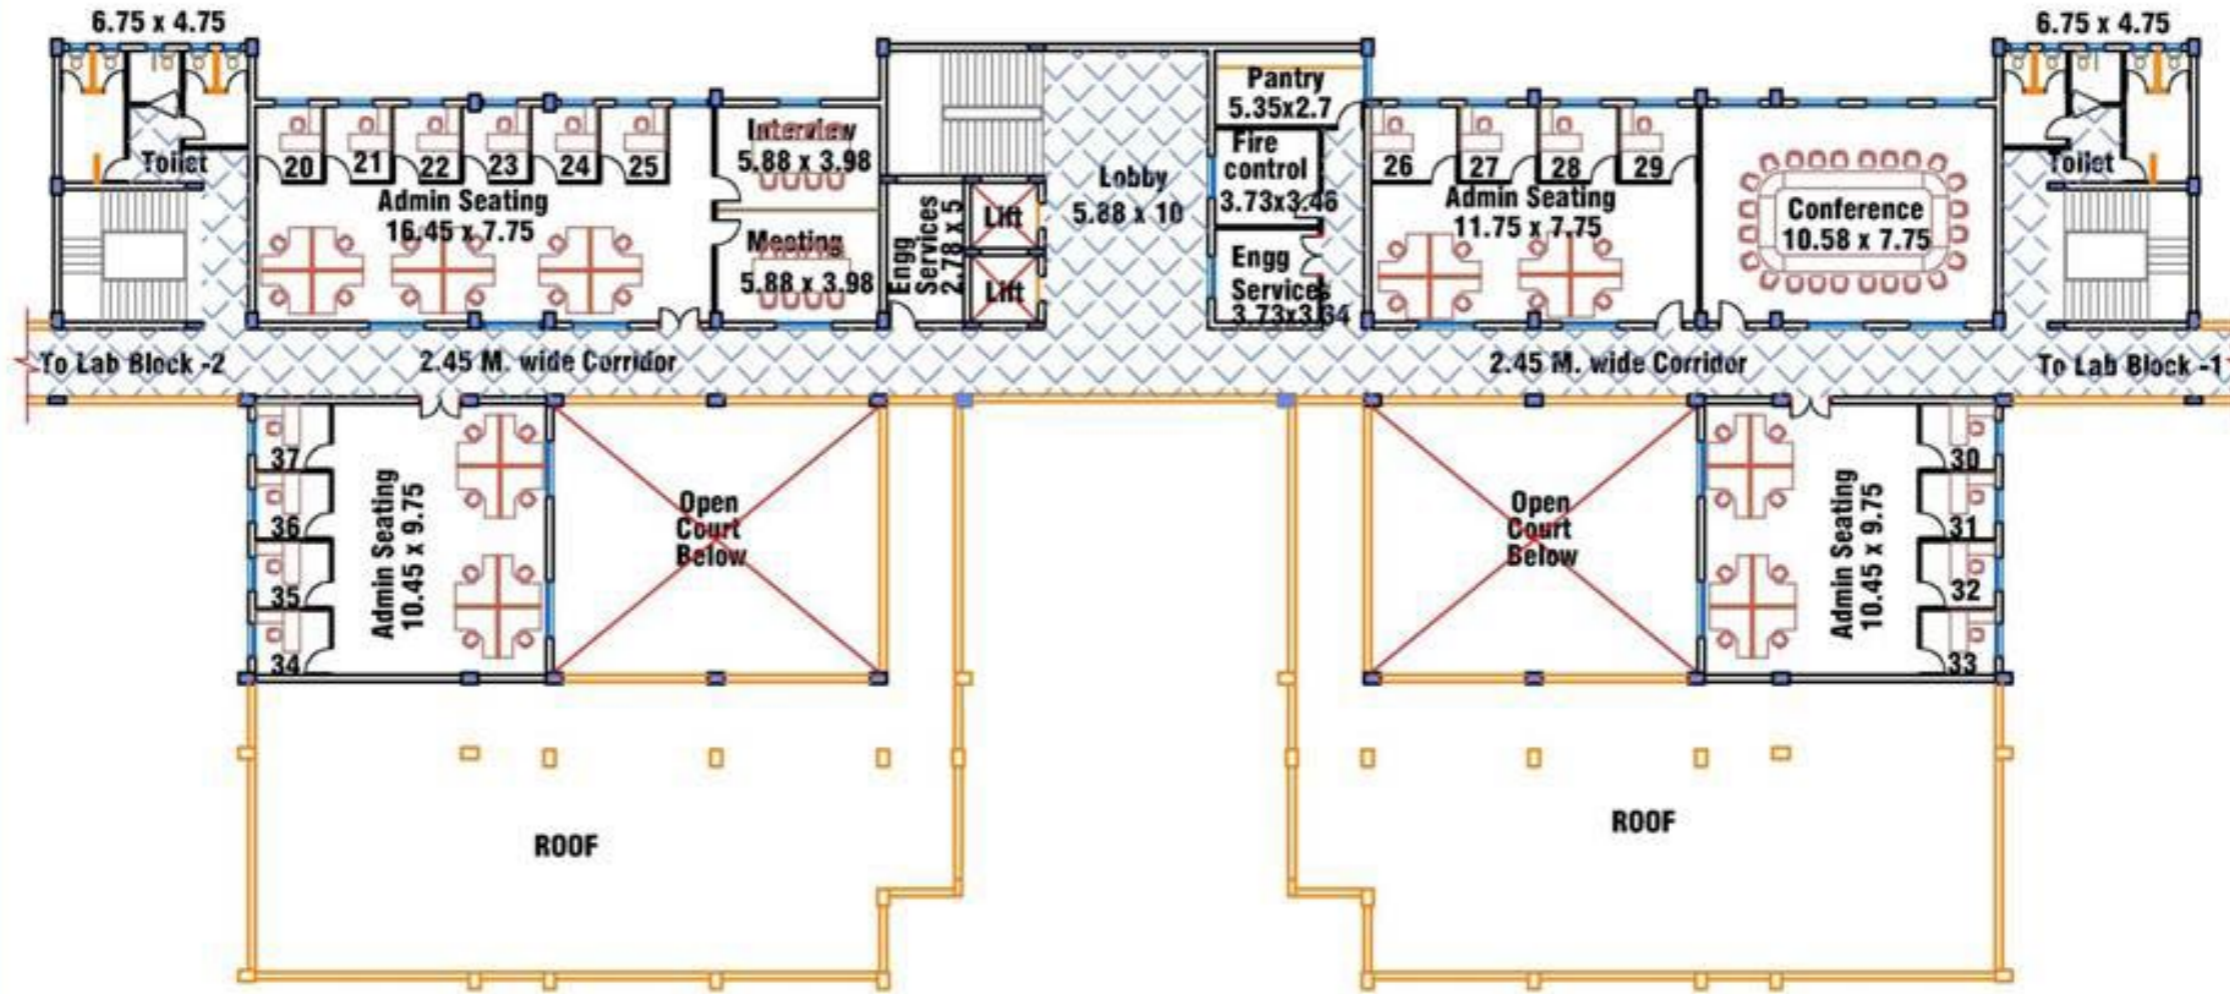 6.75 x 4.75
6.75 x 4.75
Toilet
20
21
22
23
24
25
Admin Seating
16.45 x 7.75
Interview
5.88 x 3.98
Meeting
5.88 x 3.98
Engg
Services
2.78 x 5
Lift
Lift
Lobby
5.88 x 10
Pantry
5.35x2.7
Fire
control
3.73x3.46
Engg
Services
3.73x3.34
26
27
28
29
Admin Seating
11.75 x 7.75
Conference
10.58 x 7.75
Toilet
To Lab Block -2
2.45 M. wide Corridor
2.45 M. wide Corridor
To Lab Block -1
37
36
35
34
Admin Seating
10.45 x 9.75
Open
Court
Below
Open
Court
Below
Admin Seating
10.45 x 9.75
30
31
32
33
ROOF
ROOF